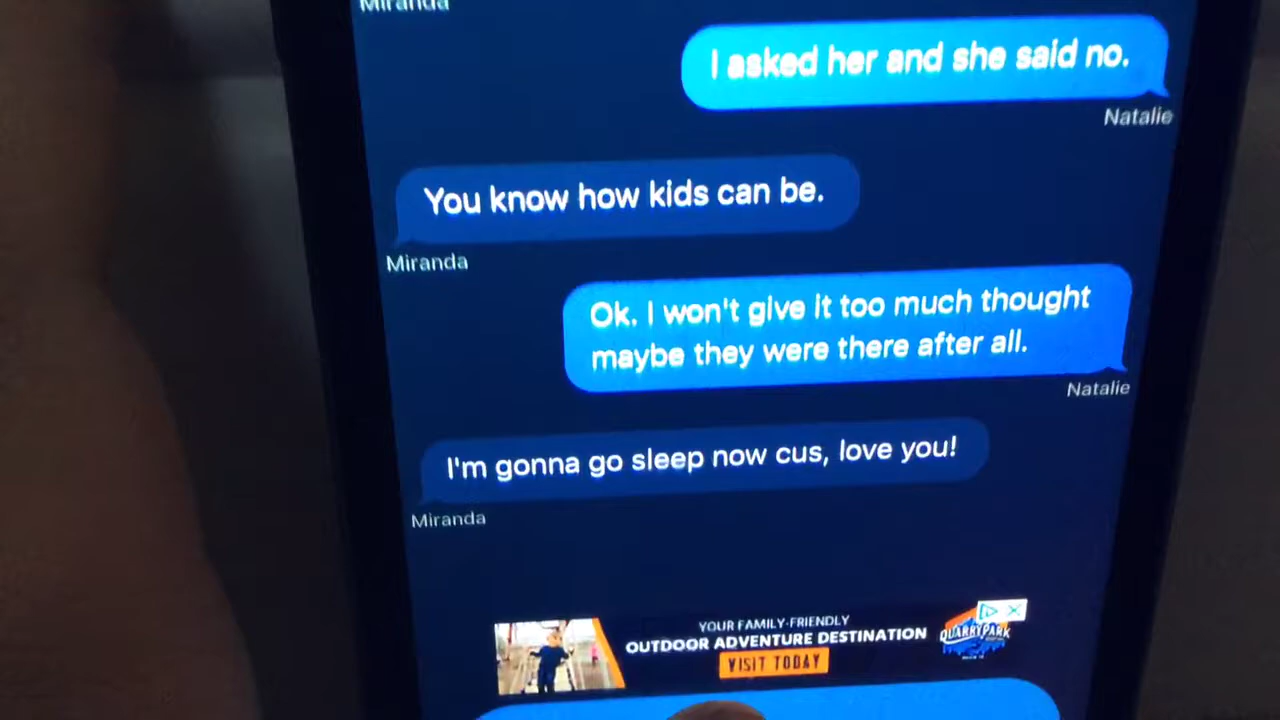 Miranda
I asked her and she said no.
Natalie
You know how kids can be.
Miranda
Ok. I won't give it too much thought
maybe they were there after all.
Natalie
I'm gonna go sleep now cus, love you!
Miranda
YOUR FAMILY-FRIENDLY
OUTDOOR ADVENTURE DESTINATION
VISIT TODAY
QUARRY PARK